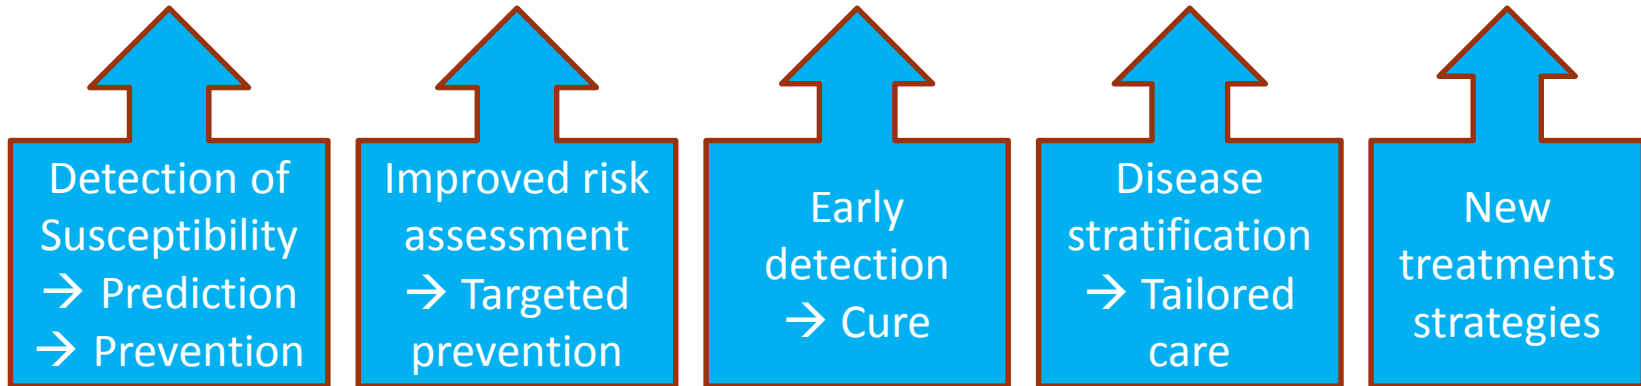 Detection of
Susceptibility
→ Prediction
→ Prevention
Improved risk
assessment
→ Targeted
prevention
Early
detection
→ Cure
Disease
stratification
→ Tailored
care
New
treatments
strategies